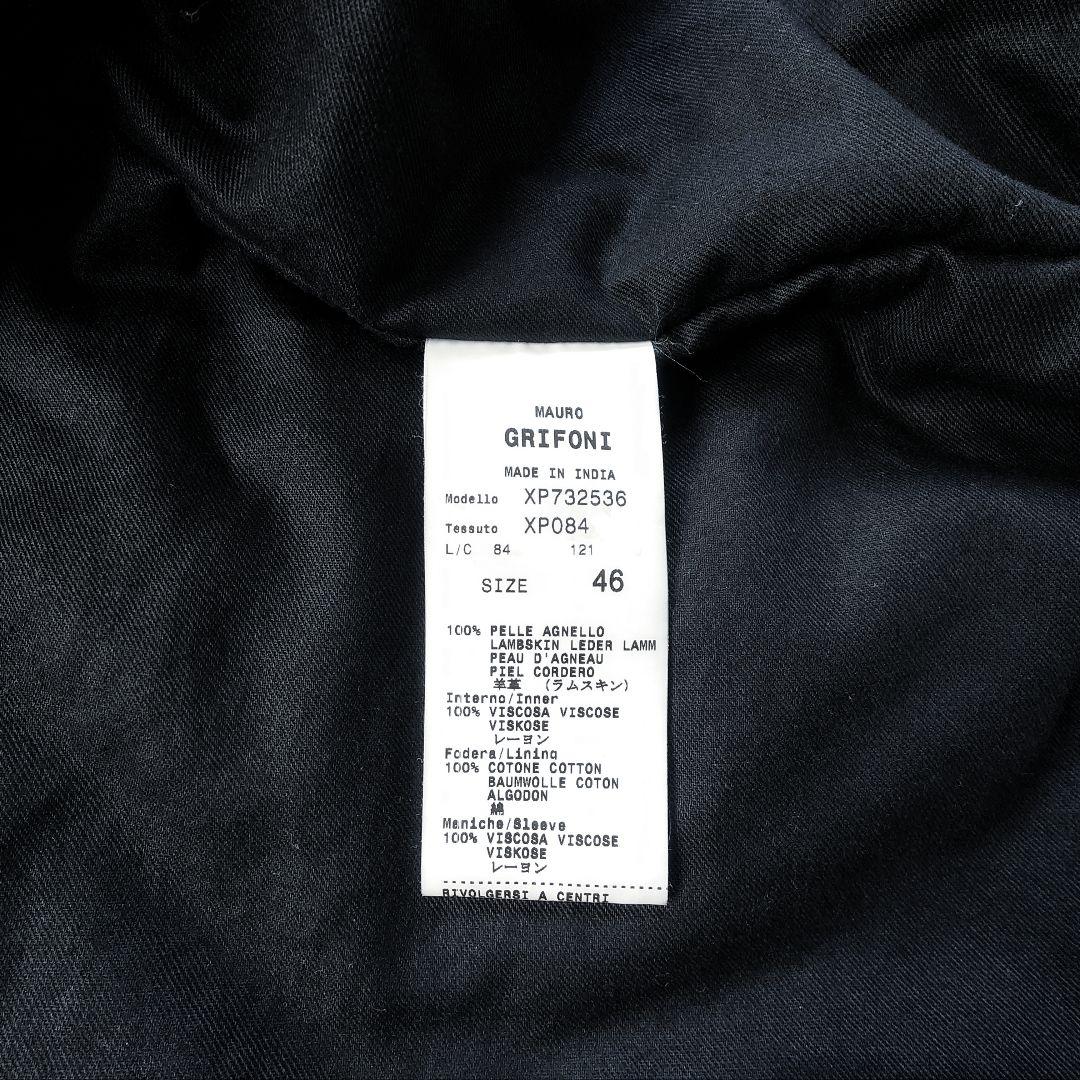 MAURO
GRIFONI
MADE IN INDIA
Modello XP732536
Tessuto XP084
L/C 84 121
SIZE 46
100% PELLE AGNELLO
LAMBSKIN LEDER LAMM
PEAU D'AGNEAU
PIEL CORDERO
羊革 (ラムスキン)
Interno/Inner
100% VISCOSA VISCOSE
VISKOSE
レーヨン
Fodera/Lining
100% COTONE COTTON
BAUMWOLLE COTON
ALGODON
綿
Maniche/Sleeve
100% VISCOSA VISCOSE
VISKOSE
レーヨン
RIVOLGERSI A CENTRI